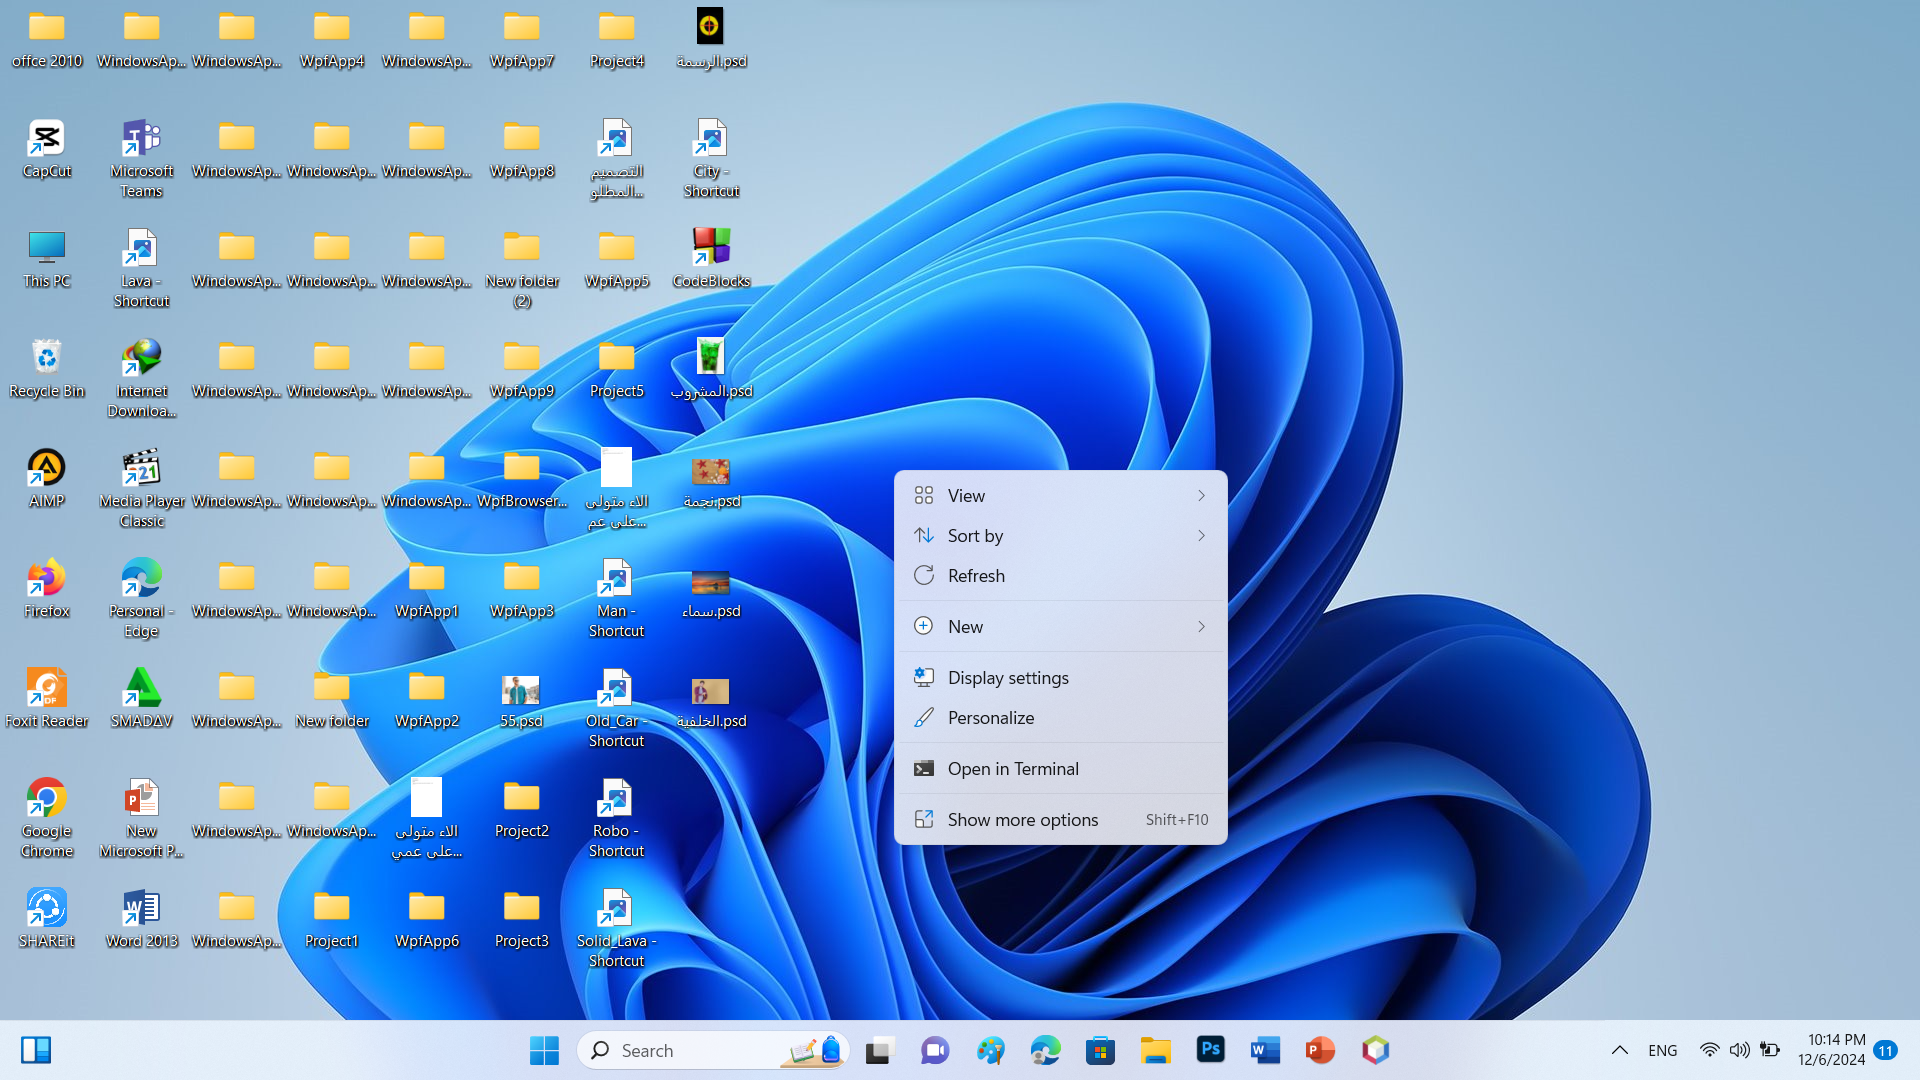 offce 2010
WindowsAp...
WindowsAp...
WpfApp4
WindowsAp...
WpfApp7
Project4
الرسمة.psd
CapCut
Microsoft
Teams
WindowsAp...
WindowsAp...
WindowsAp...
WpfApp8
التصميم
المطلو...
City -
Shortcut
This PC
Lava -
Shortcut
WindowsAp...
WindowsAp...
WindowsAp...
New folder
(2)
WpfApp5
CodeBlocks
Recycle Bin
Internet
Downloa...
WindowsAp...
WindowsAp...
WindowsAp...
WpfApp9
Project5
المشروب.psd
AIMP
Media Player
Classic
WindowsAp...
WindowsAp...
WindowsAp...
WpfBrowser...
الاء متولى
على عم...
نجمة.psd
Firefox
Personal -
Edge
WindowsAp...
WindowsAp...
WpfApp1
WpfApp3
Man -
Shortcut
سماء.psd
Foxit Reader
SMADΔV
WindowsAp...
New folder
WpfApp2
55.psd
Old_Car -
Shortcut
الخلفية.psd
Google
Chrome
New
Microsoft P...
WindowsAp...
WindowsAp...
الاء متولى
على عمي...
Project2
Robo -
Shortcut
SHAREit
Word 2013
WindowsAp...
Project1
WpfApp6
Project3
Solid_Lava -
Shortcut
View
Sort by
Refresh
New
Display settings
Personalize
Open in Terminal
Show more options Shift+F10
Search
ENG
10:14 PM
12/6/2024
11